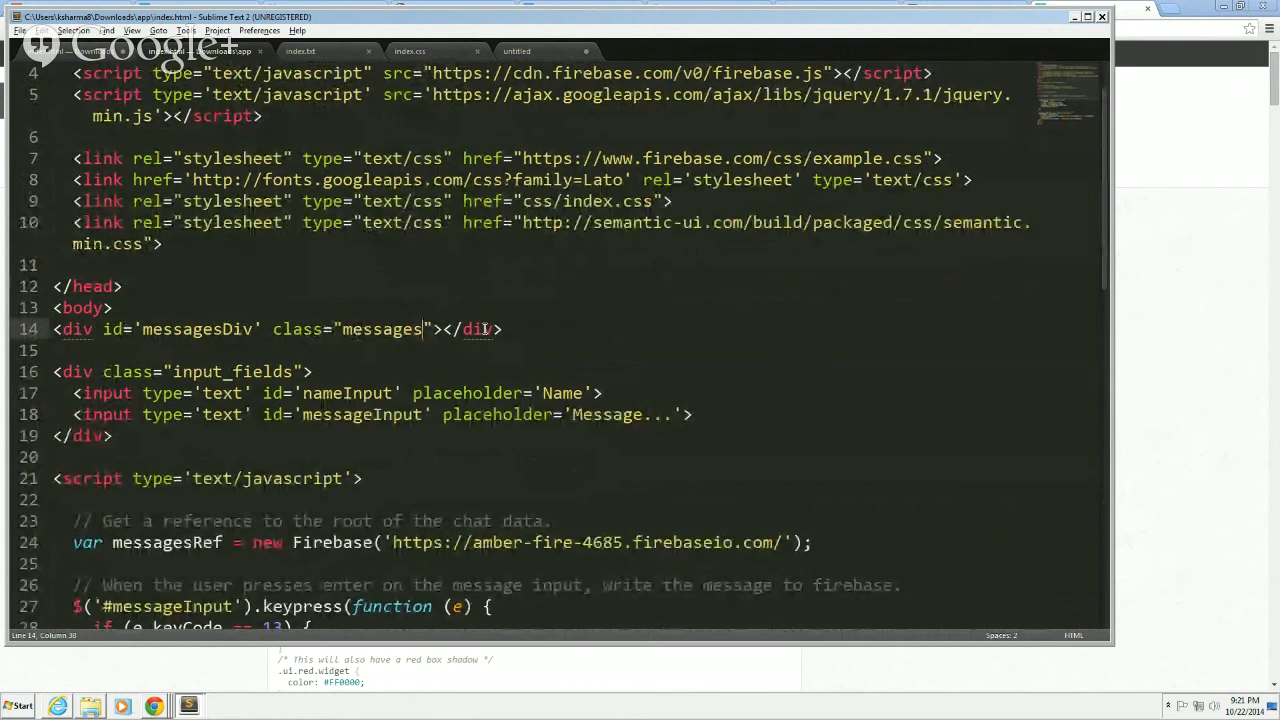 C:\Users\ksharma8\Downloads\app\index.html - Sublime Text 2 (UNREGISTERED)
Selection Find View Goto Tools Project Preferences Help
Google+
index.txt
index.css
untitled
4 <script type="text/javascript" src="https://cdn.firebase.com/v0/firebase.js"></script>
5 <script type='text/javascript' src='https://ajax.googleapis.com/ajax/libs/jquery/1.7.1/jquery.
min.js'></script>
6
7 <link rel="stylesheet" type="text/css" href="https://www.firebase.com/css/example.css">
8 <link href='http://fonts.googleapis.com/css?family=Lato' rel='stylesheet' type='text/css'>
9 <link rel="stylesheet" type="text/css" href="css/index.css">
10 <link rel="stylesheet" type="text/css" href="http://semantic-ui.com/build/packaged/css/semantic.
min.css">
11
12 </head>
13 <body>
14 <div id='messagesDiv' class="messages"></div>
15
16 <div class="input_fields">
17 <input type='text' id='nameInput' placeholder='Name'>
18 <input type='text' id='messageInput' placeholder='Message...'>
19 </div>
20
21 <script type='text/javascript'>
22
23 // Get a reference to the root of the chat data.
24 var messagesRef = new Firebase('https://amber-fire-4685.firebaseio.com/');
25
26 // When the user presses enter on the message input, write the message to firebase.
27 $('#messageInput').keypress(function (e) {
28 if (e.keyCode == 13) {
Line 14, Column 38
Spaces: 2
HTML
/* This will also have a red box shadow */
.ui.red.widget {
color: #FF0000;
Start
9:21 PM
10/22/2014